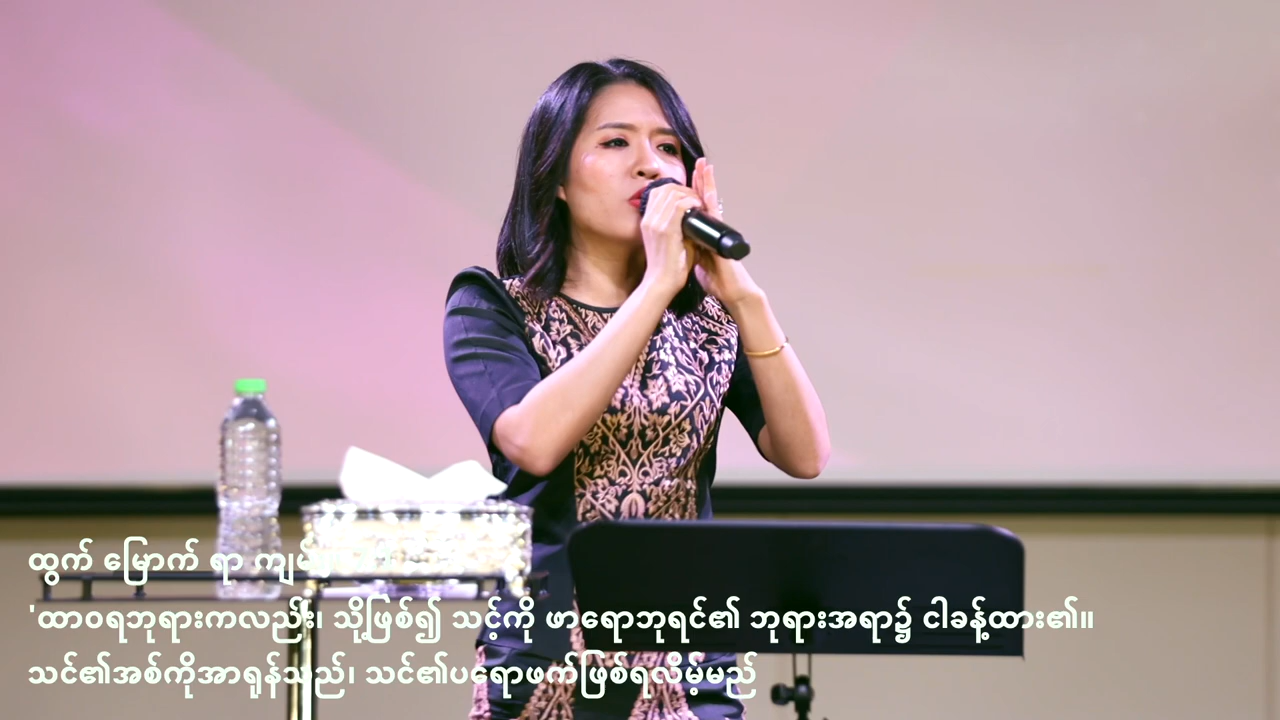 ထွက် မြောက် ရာ ကျမ်း
'ထာ၀ရဘုရားကလည်း၊ သို့ဖြစ်၍ သင့်ကို ဖာရောဘုရင်၏ ဘုရားအရာ၌ ငါခန့်ထား၏။
သင်၏အစ်ကိုအာရုန်သည်၊ သင်၏ပရောဖက်ဖြစ်ရလိမ့်မည်